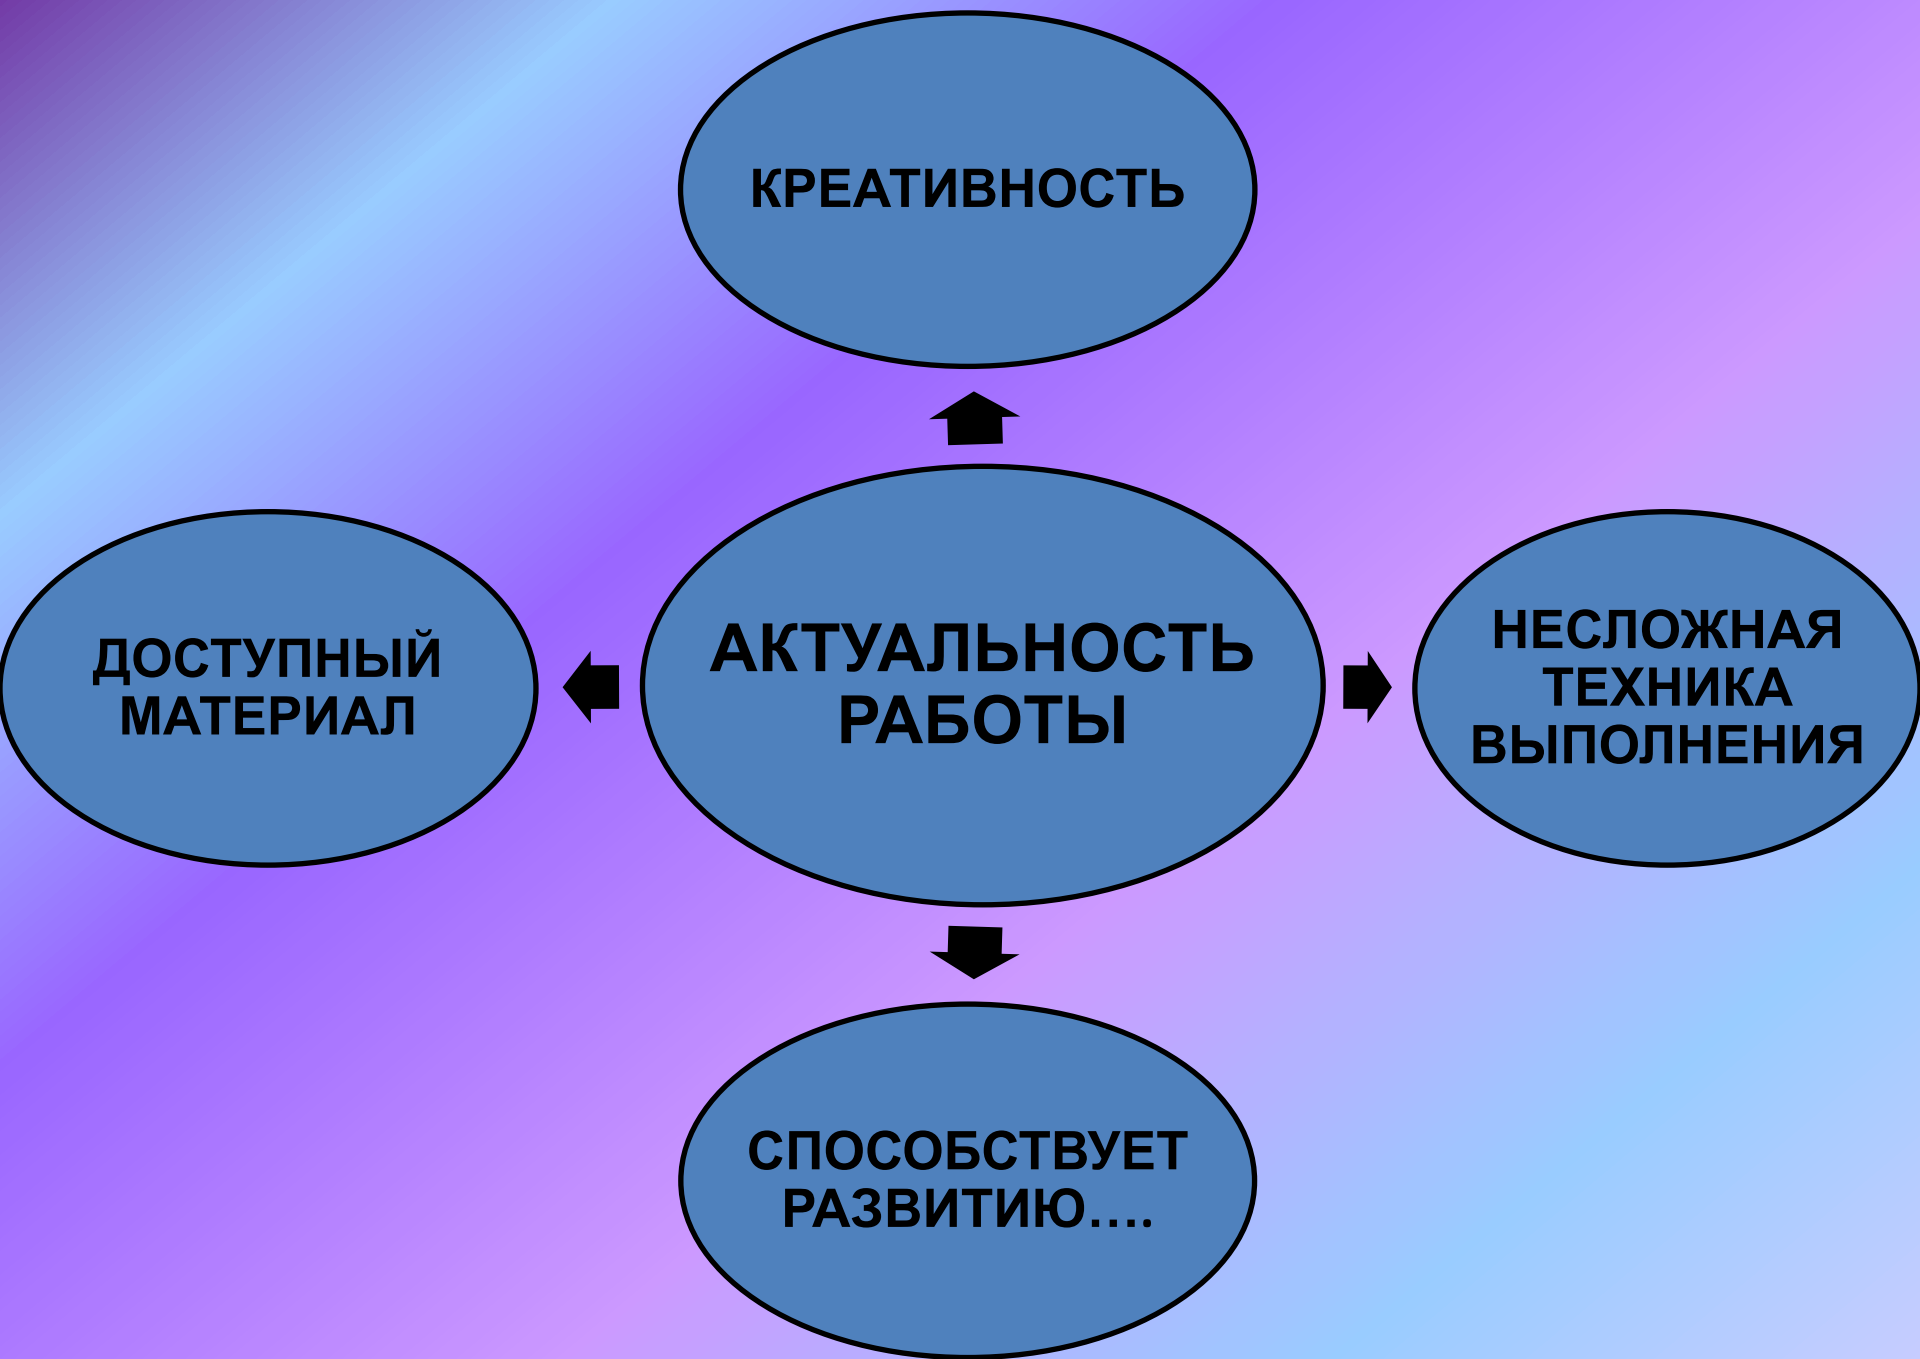 КРЕАТИВНОСТЬ
ДОСТУПНЫЙ
МАТЕРИАЛ
АКТУАЛЬНОСТЬ
РАБОТЫ
НЕСЛОЖНАЯ
ТЕХНИКА
ВЫПОЛНЕНИЯ
СПОСОБСТВУЕТ
РАЗВИТИЮ….